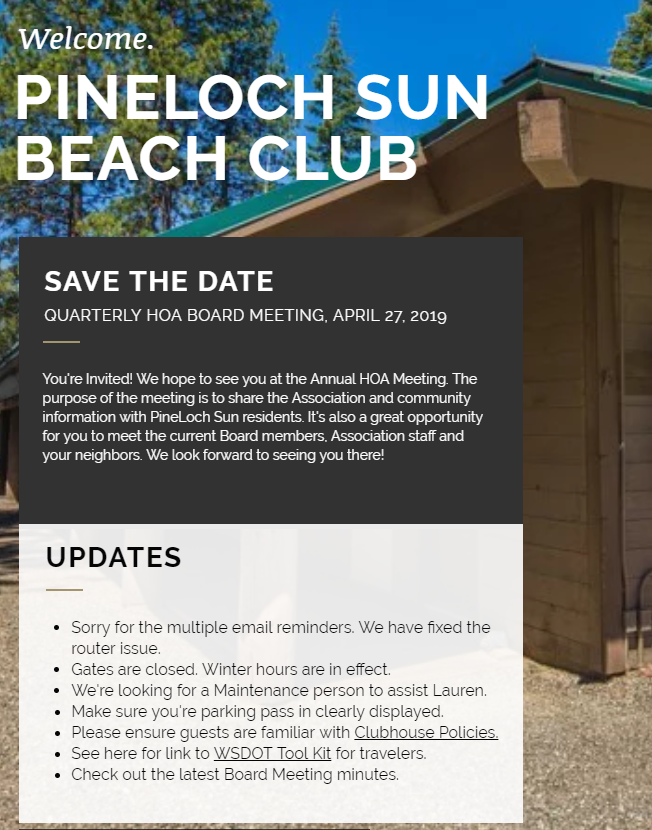 Welcome.
PINELOCH SUN
BEACH CLUB
SAVE THE DATE
QUARTERLY HOA BOARD MEETING, APRIL 27, 2019
You're Invited! We hope to see you at the Annual HOA Meeting. The
purpose of the meeting is to share the Association and community
information with PineLoch Sun residents. It's also a great opportunity
for you to meet the current Board members, Association staff and
your neighbors. We look forward to seeing you there!
UPDATES
• Sorry for the multiple email reminders. We have fixed the
router issue.
• Gates are closed. Winter hours are in effect.
• We're looking for a Maintenance person to assist Lauren.
• Make sure you're parking pass in clearly displayed.
• Please ensure guests are familiar with Clubhouse Policies.
• See here for link to WSDOT Tool Kit for travelers.
• Check out the latest Board Meeting minutes.